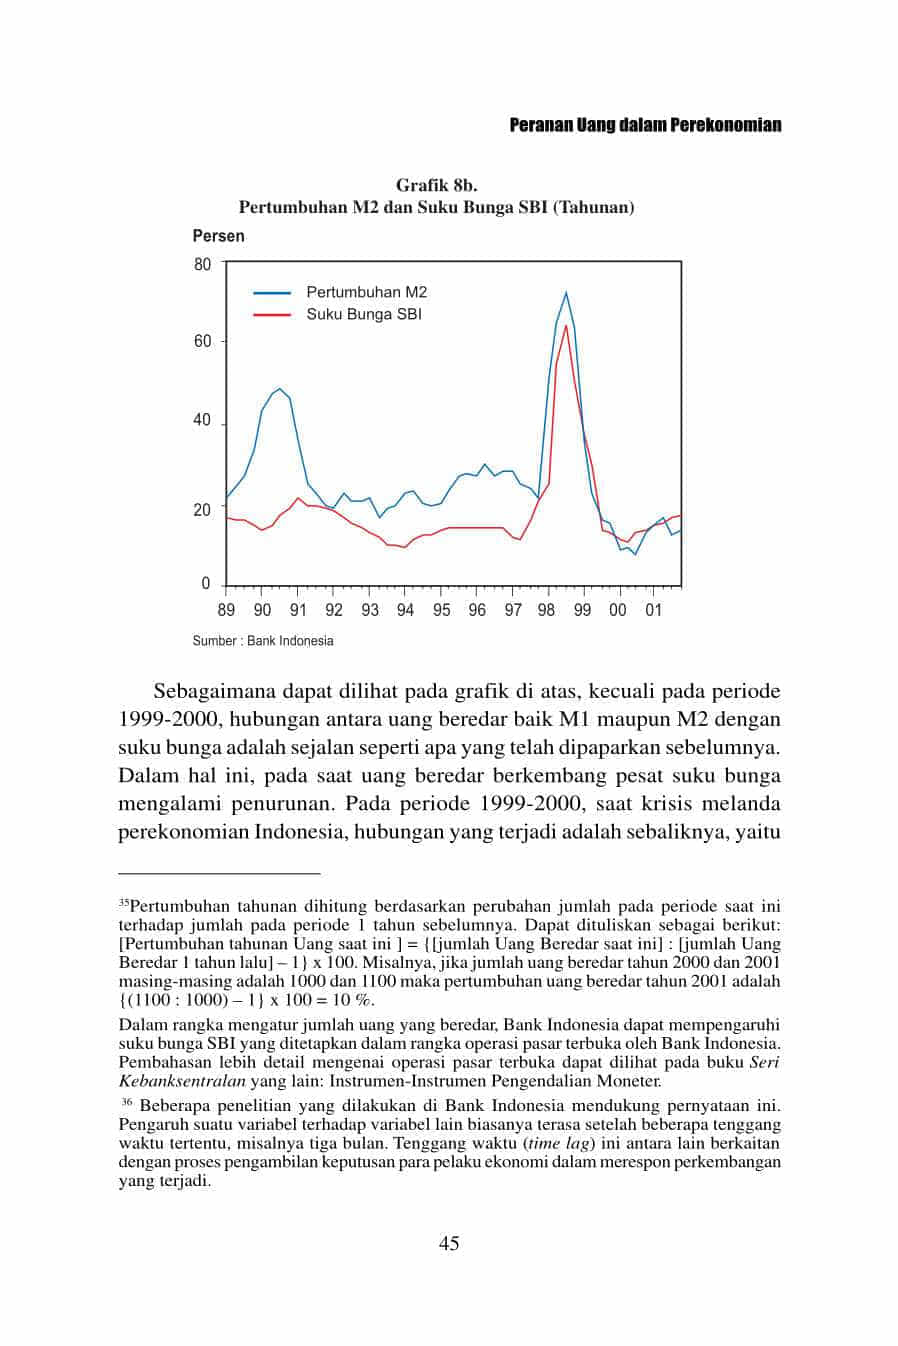 Peranan Uang dalam Perekonomian
Grafik 8b.
Pertumbuhan M2 dan Suku Bunga SBI (Tahunan)
Persen
80
Pertumbuhan M2
Suku Bunga SBI
60
40
20
0
89 90 91 92 93 94 95 96 97 98 99 00 01
Sumber : Bank Indonesia
Sebagaimana dapat dilihat pada grafik di atas, kecuali pada periode
1999-2000, hubungan antara uang beredar baik M1 maupun M2 dengan
suku bunga adalah sejalan seperti apa yang telah dipaparkan sebelumnya.
Dalam hal ini, pada saat uang beredar berkembang pesat suku bunga
mengalami penurunan. Pada periode 1999-2000, saat krisis melanda
perekonomian Indonesia, hubungan yang terjadi adalah sebaliknya, yaitu
³⁵Pertumbuhan tahunan dihitung berdasarkan perubahan jumlah pada periode saat ini
terhadap jumlah pada periode 1 tahun sebelumnya. Dapat dituliskan sebagai berikut:
[Pertumbuhan tahunan Uang saat ini ] = {[jumlah Uang Beredar saat ini] : [jumlah Uang
Beredar 1 tahun lalu] – 1} x 100. Misalnya, jika jumlah uang beredar tahun 2000 dan 2001
masing-masing adalah 1000 dan 1100 maka pertumbuhan uang beredar tahun 2001 adalah
{(1100 : 1000) – 1} x 100 = 10 %.
Dalam rangka mengatur jumlah uang yang beredar, Bank Indonesia dapat mempengaruhi
suku bunga SBI yang ditetapkan dalam rangka operasi pasar terbuka oleh Bank Indonesia.
Pembahasan lebih detail mengenai operasi pasar terbuka dapat dilihat pada buku Seri
Kebanksentralan yang lain: Instrumen-Instrumen Pengendalian Moneter.
³⁶ Beberapa penelitian yang dilakukan di Bank Indonesia mendukung pernyataan ini.
Pengaruh suatu variabel terhadap variabel lain biasanya terasa setelah beberapa tenggang
waktu tertentu, misalnya tiga bulan. Tenggang waktu (time lag) ini antara lain berkaitan
dengan proses pengambilan keputusan para pelaku ekonomi dalam merespon perkembangan
yang terjadi.
45